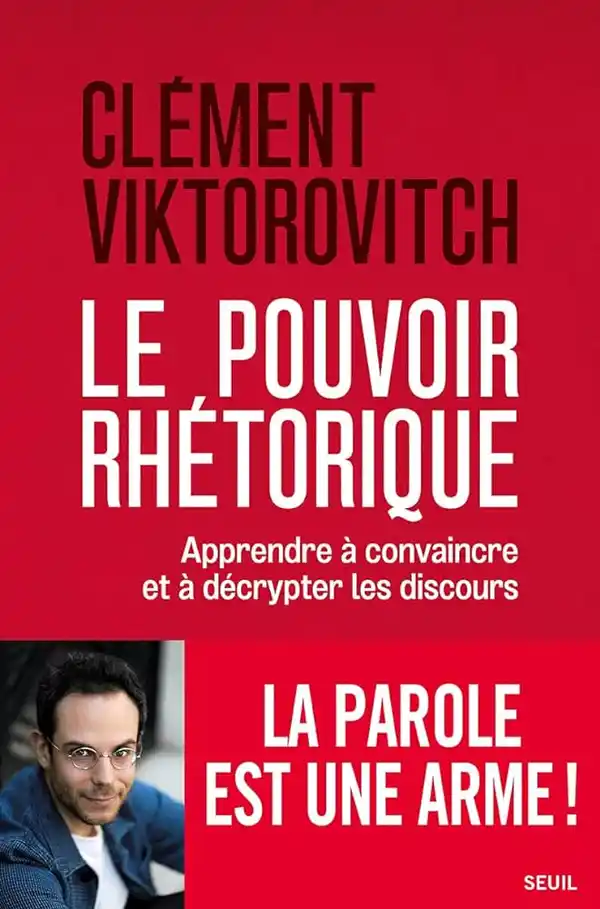 CLÉMENT
VIKTOROVITCH
LE POUVOIR
RHÉTORIQUE
Apprendre à convaincre
et à décrypter les discours
LA PAROLE
EST UNE ARME !
SEUIL